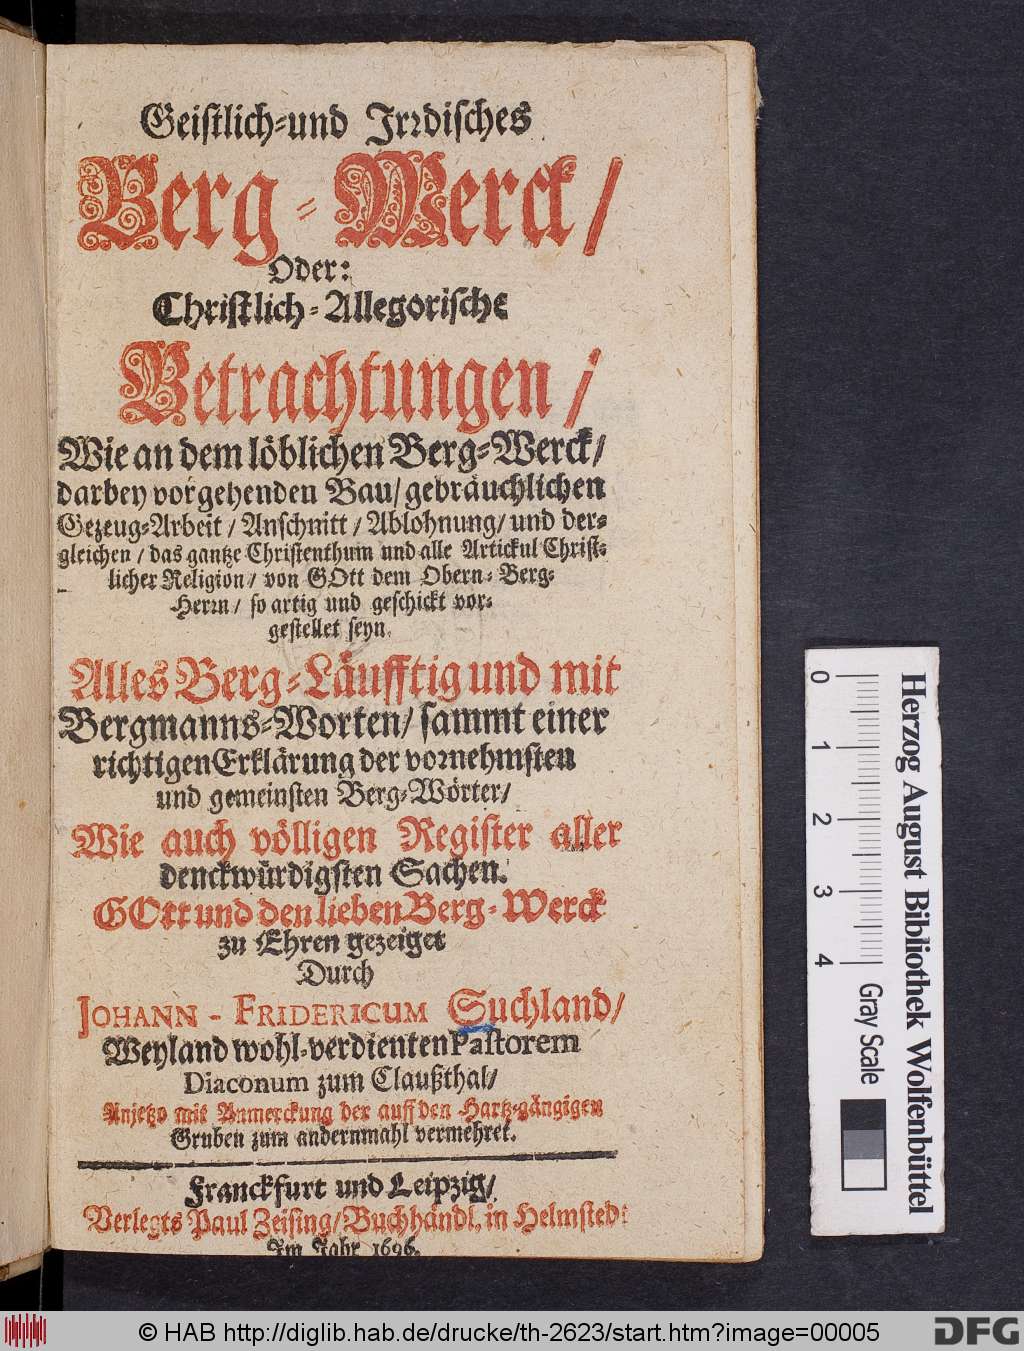 Geistlich-und Irrdisches
Berg-Werck/
Oder:
Christlich-Allegorische
Betrachtungen/
Wie an dem löblichen Berg-Werck/
darbey vorgehenden Bau/ gebräuchlichen
Gezeug-Arbeit/ Anschnitt/ Ablohnung/ und der-
gleichen/ das gantze Christenthum und alle Artickul Christ-
licher Religion/ von GOtt dem Obern-Berg-
Herrn/ so artig und geschickt vor-
gestellet seyn.
Alles Berg-Läufftig und mit
Bergmanns-Worten/ sammt einer
richtigen Erklärung der vornehmsten
und gemeinsten Berg-Wörter/
Wie auch völligen Register aller
denckwürdigsten Sachen.
GOtt und den lieben Berg-Werck
zu Ehren gezeiget
Durch
JOHANN-FRIDERICUM Suchland/
Weyland wohl-verdienten Pastorem
Diaconum zum Claußthal/
Anjetzo mit Anmerckung der auff den Hartz-gängigen
Gruben zum andernmahl vermehret.
Franckfurt und Leipzig/
Verlegts Paul Zeising/ Buchhändl. in Helmstedt
Im Jahr 1696.
0 1 2 3 4
Gray Scale
Herzog August Bibliothek Wolfenbüttel
© HAB http://diglib.hab.de/drucke/th-2623/start.htm?image=00005
DFG